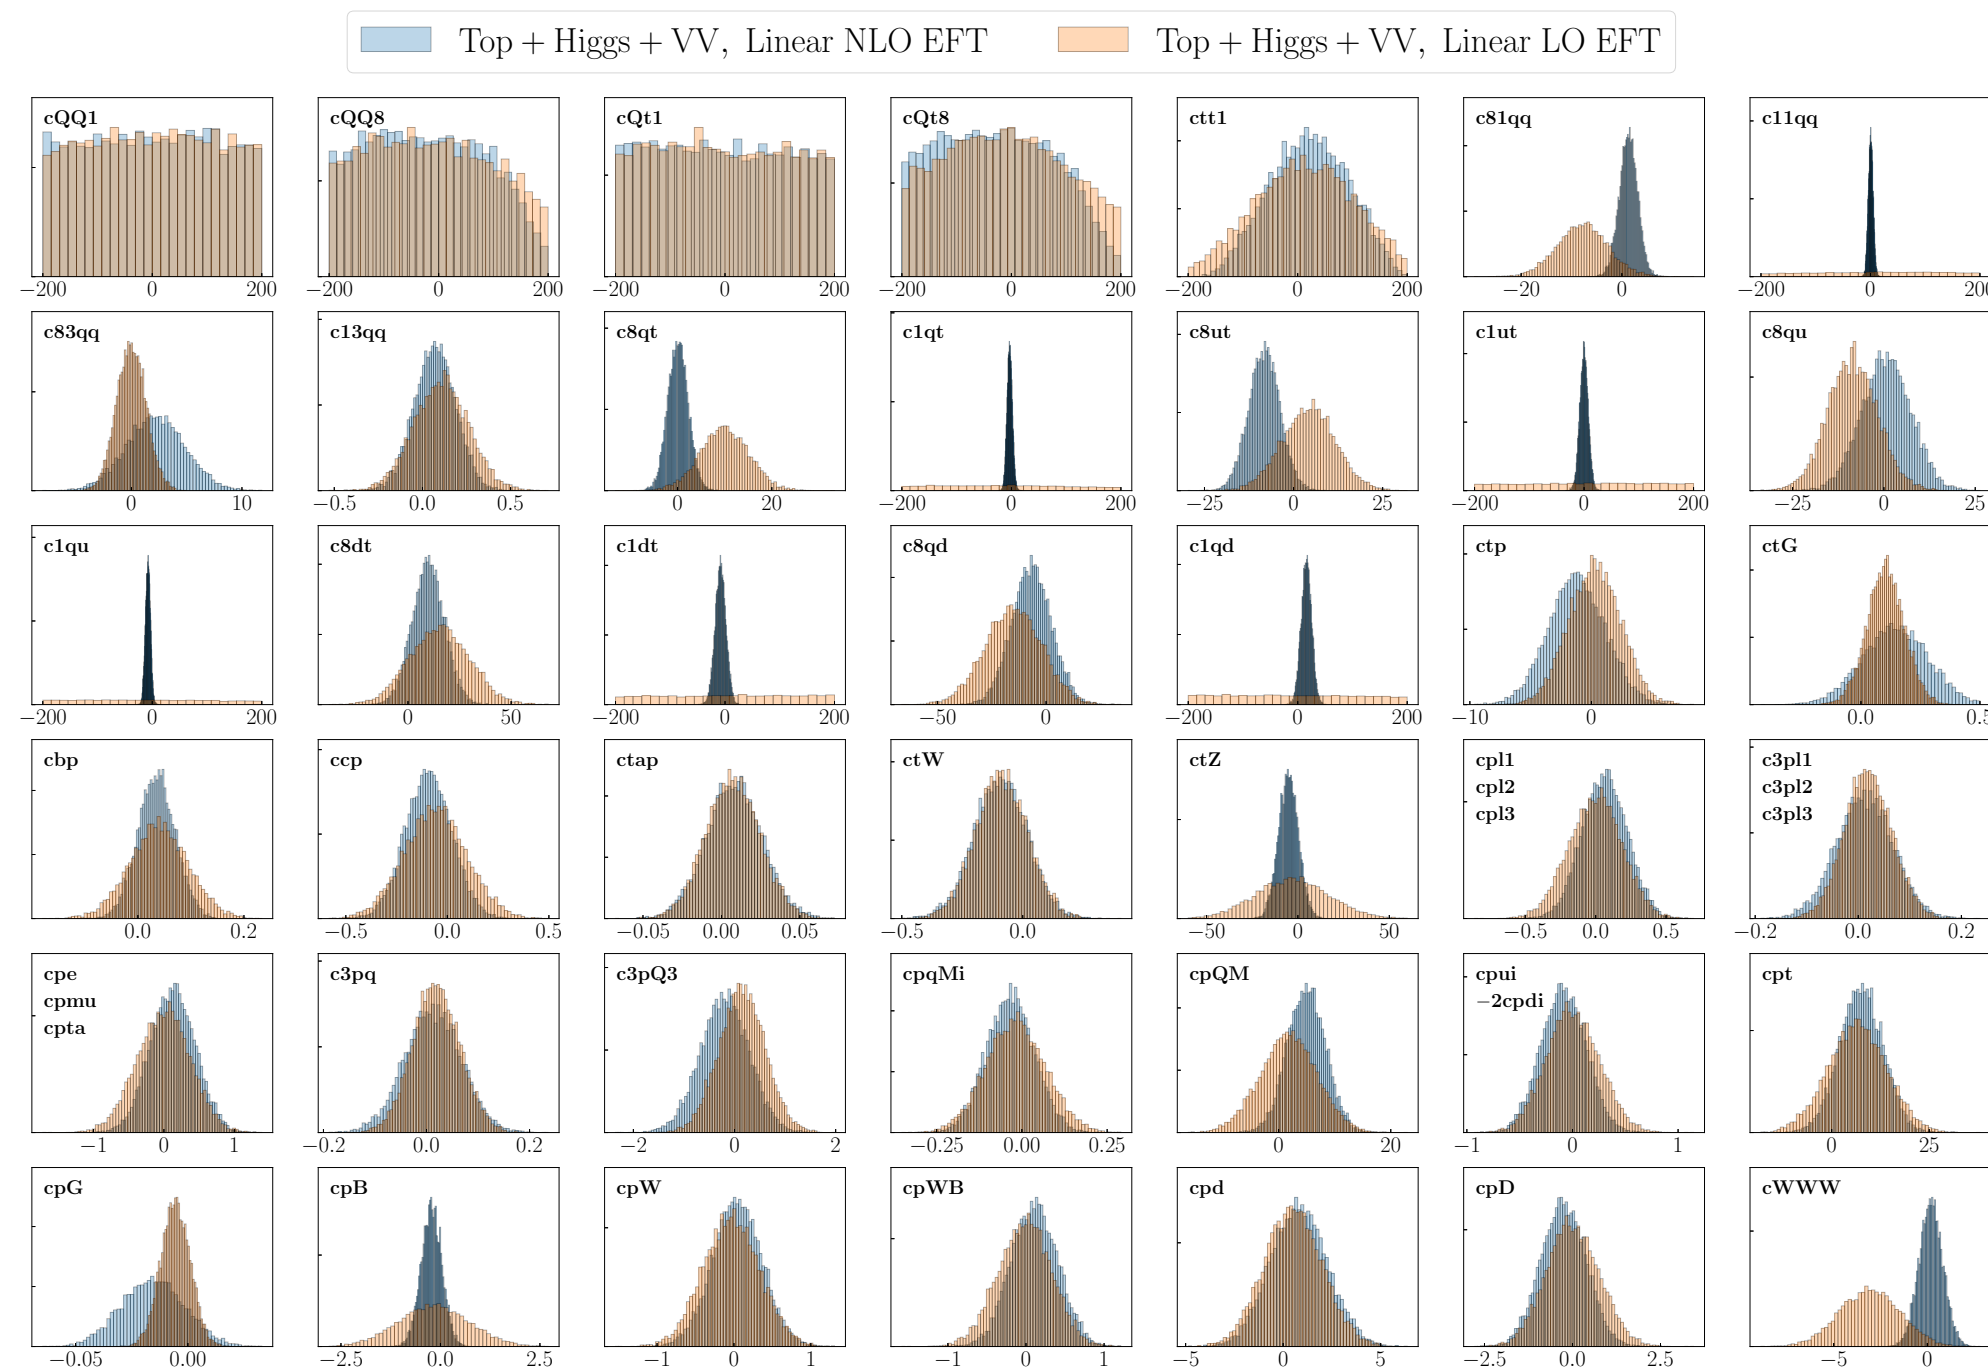 Top + Higgs + VV, Linear NLO EFT
Top + Higgs + VV, Linear LO EFT
cQQ1
−200 0 200
cQQ8
−200 0 200
cQt1
−200 0 200
cQt8
−200 0 200
ctt1
−200 0 200
c81qq
−20 0
c11qq
−200 0 200
c83qq
0 10
c13qq
−0.5 0.0 0.5
c8qt
0 20
c1qt
−200 0 200
c8ut
−25 0 25
c1ut
−200 0 200
c8qu
−25 0 25
c1qu
−200 0 200
c8dt
0 50
c1dt
−200 0 200
c8qd
−50 0
c1qd
−200 0 200
ctp
−10 0
ctG
0.0 0.5
cbp
0.0 0.2
ccp
−0.5 0.0 0.5
ctap
−0.05 0.00 0.05
ctW
−0.5 0.0
ctZ
−50 0 50
cpl1
cpl2
cpl3
−0.5 0.0 0.5
c3pl1
c3pl2
c3pl3
−0.2 0.0 0.2
cpe
cpmu
cpta
−1 0 1
c3pq
−0.2 0.0 0.2
c3pQ3
−2 0 2
cpqMi
−0.25 0.00 0.25
cpQM
0 20
cpui
−2cpdi
−1 0 1
cpt
0 25
cpG
−0.05 0.00
cpB
−2.5 0.0 2.5
cpW
−1 0 1
cpWB
−1 0 1
cpd
−5 0 5
cpD
−2.5 0.0 2.5
cWWW
−5 0